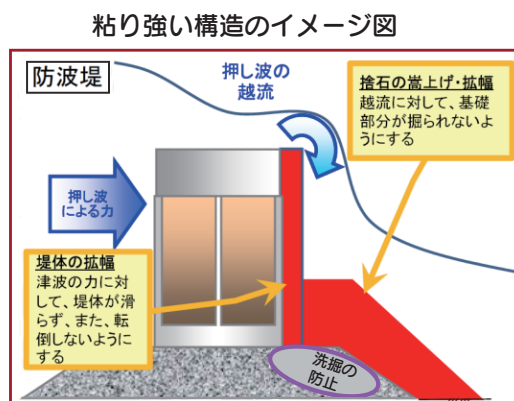 粘り強い構造のイメージ図
防波堤
押し波の
越流
捨石の嵩上げ・拡幅
越流に対して、基礎
部分が掘られないよ
うにする
押し波
による力
堤体の拡幅
津波の力に対
して、堤体が滑
らず、また、転
倒しないように
する
洗掘の
防止